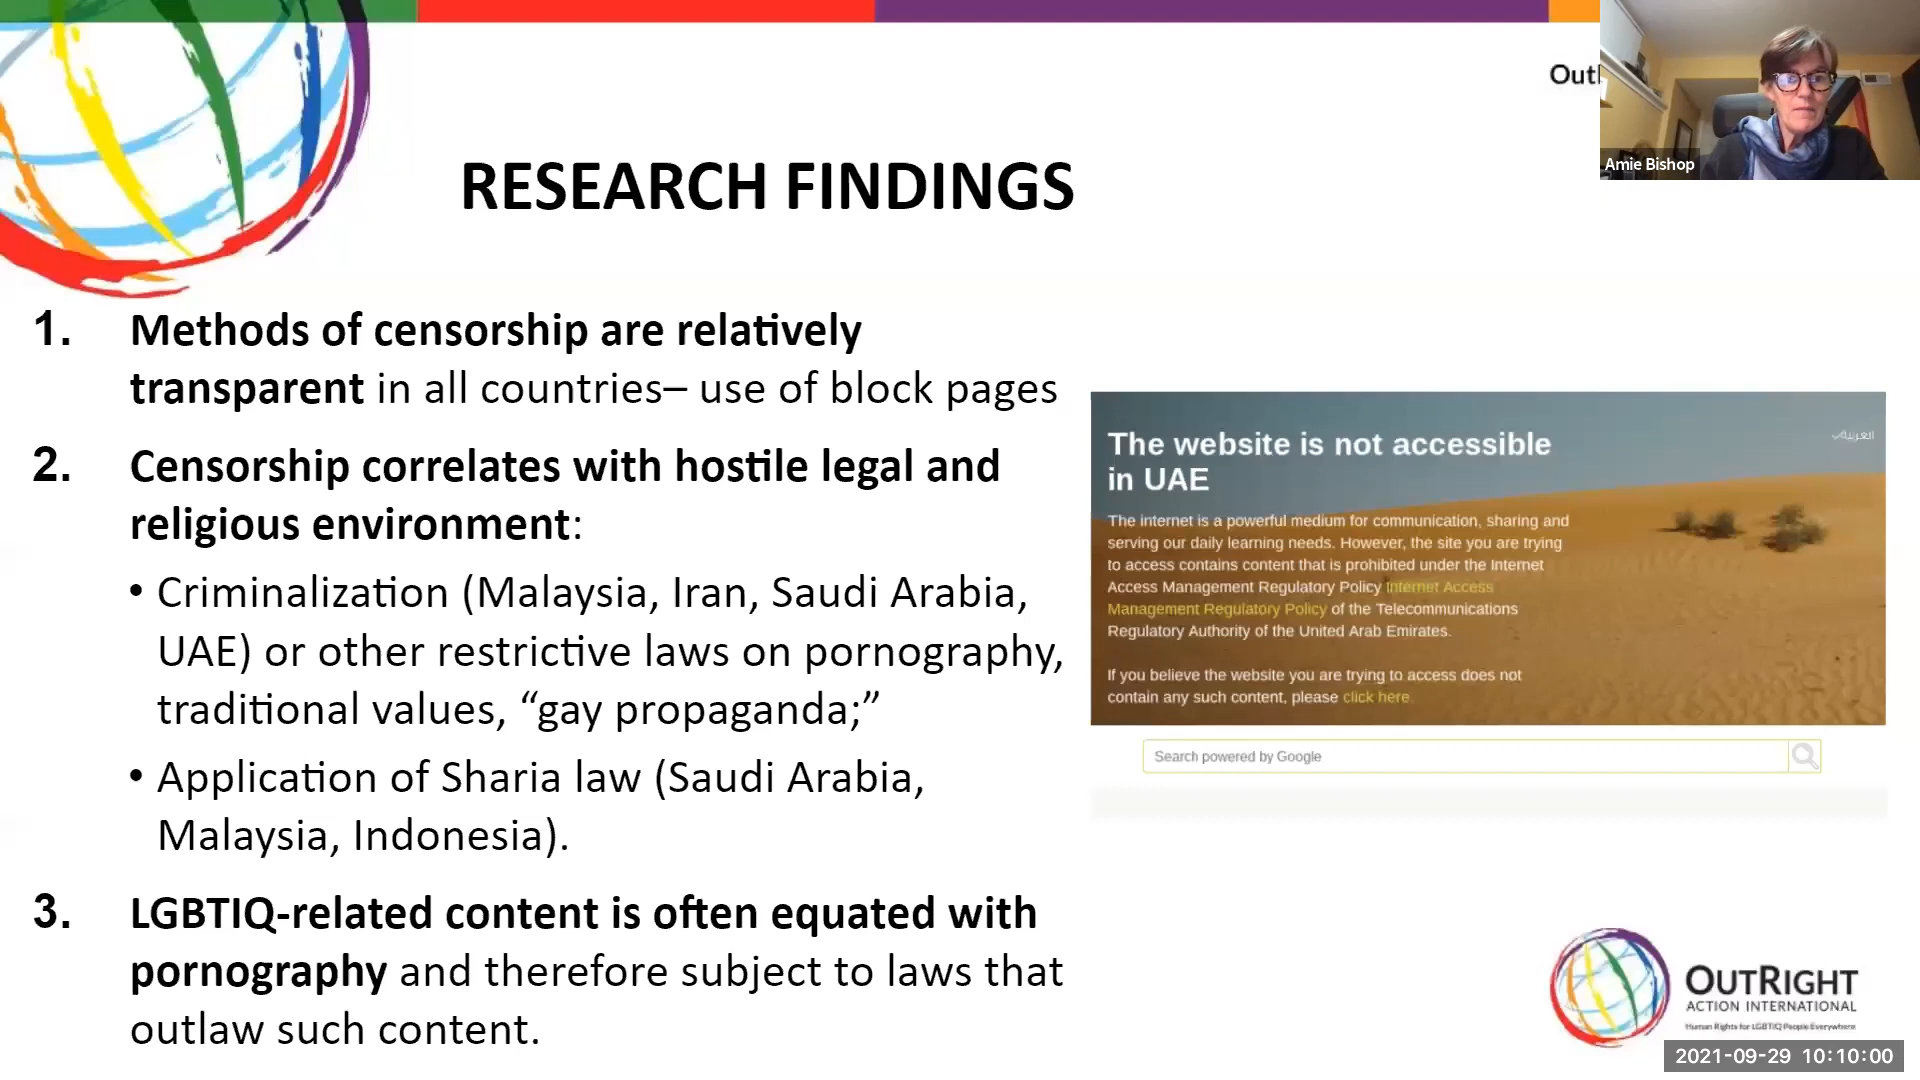 Out
Amie Bishop
RESEARCH FINDINGS
1. Methods of censorship are relatively
transparent in all countries– use of block pages
2. Censorship correlates with hostile legal and
religious environment:
• Criminalization (Malaysia, Iran, Saudi Arabia,
UAE) or other restrictive laws on pornography,
traditional values, “gay propaganda;”
• Application of Sharia law (Saudi Arabia,
Malaysia, Indonesia).
3. LGBTIQ-related content is often equated with
pornography and therefore subject to laws that
outlaw such content.
العربية
The website is not accessible
in UAE
The internet is a powerful medium for communication, sharing and
serving our daily learning needs. However, the site you are trying
to access contains content that is prohibited under the Internet
Access Management Regulatory Policy Internet Access
Management Regulatory Policy of the Telecommunications
Regulatory Authority of the United Arab Emirates.
If you believe the website you are trying to access does not
contain any such content, please click here.
Search powered by Google
OUTRIGHT
ACTION INTERNATIONAL
Human Rights for LGBTIQ People Everywhere
2021-09-29 10:10:00